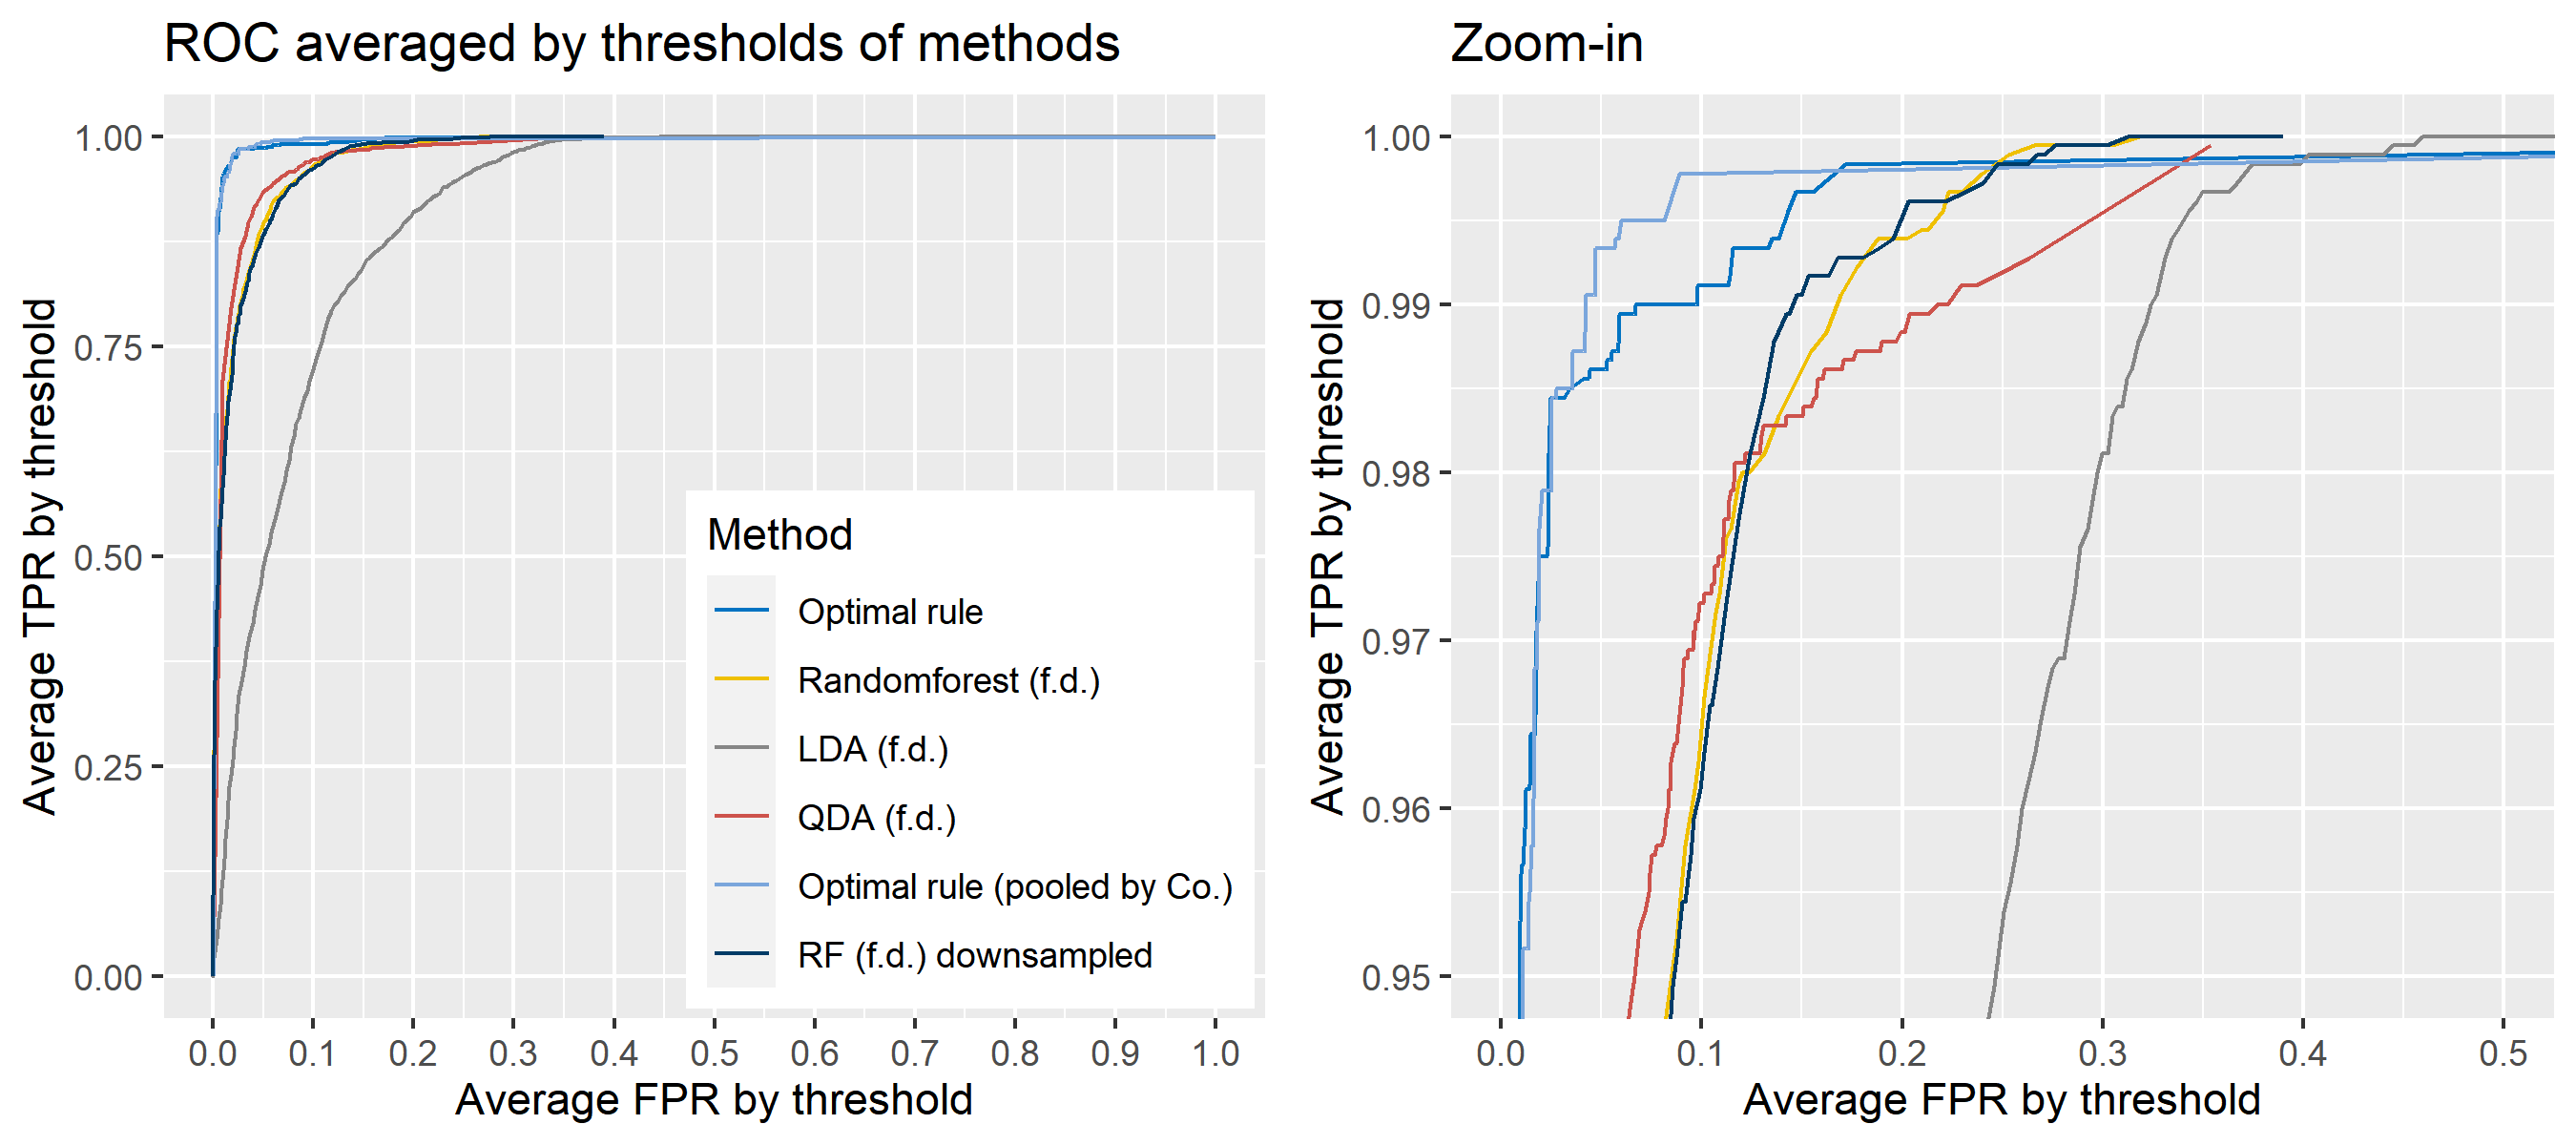 ROC averaged by thresholds of methods
Average TPR by threshold
1.00
0.75
0.50
0.25
0.00
Method
Optimal rule
Randomforest (f.d.)
LDA (f.d.)
QDA (f.d.)
Optimal rule (pooled by Co.)
RF (f.d.) downsampled
0.0 0.1 0.2 0.3 0.4 0.5 0.6 0.7 0.8 0.9 1.0
Average FPR by threshold
Zoom-in
Average TPR by threshold
1.00
0.99
0.98
0.97
0.96
0.95
0.0 0.1 0.2 0.3 0.4 0.5
Average FPR by threshold